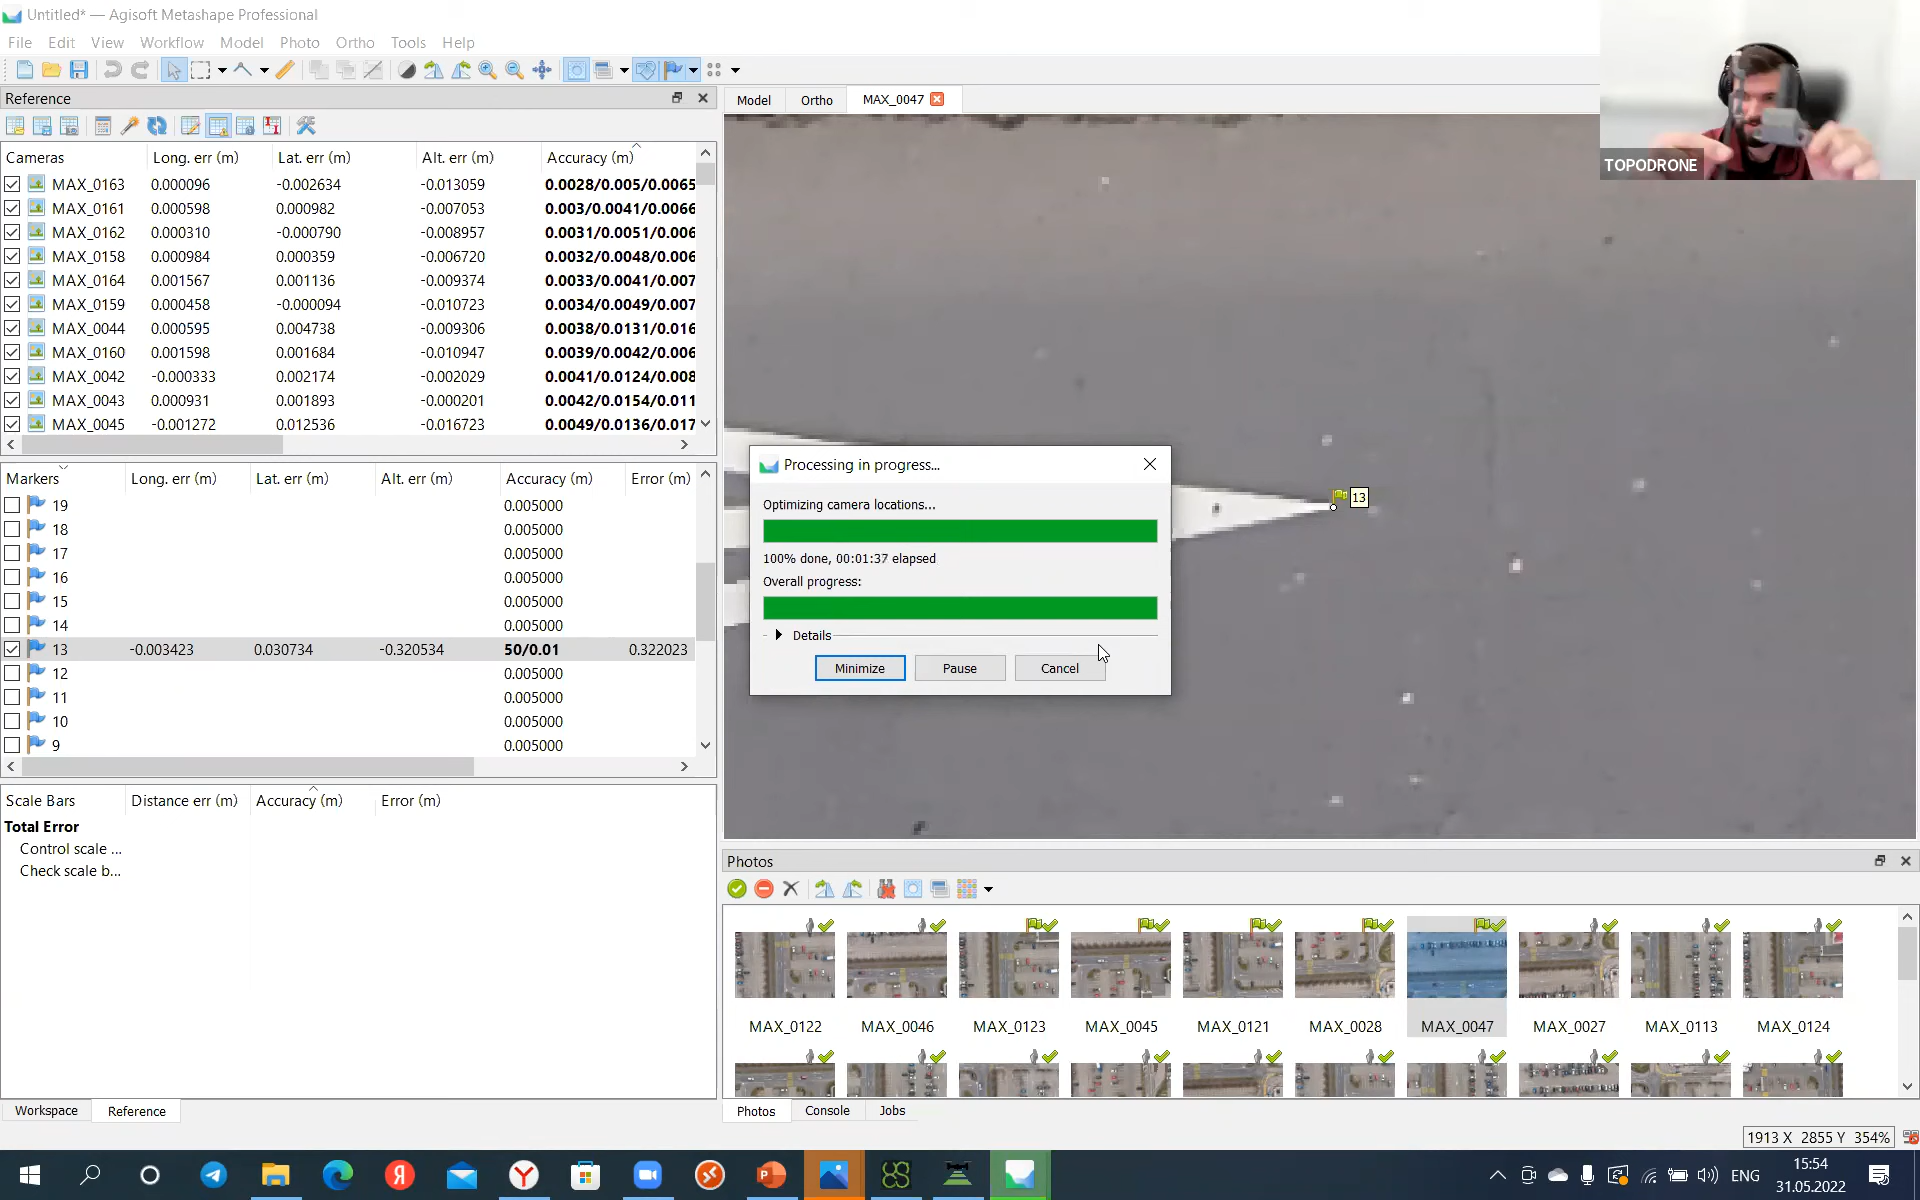 Untitled* — Agisoft Metashape Professional
File Edit View Workflow Model Photo Ortho Tools Help
Reference
Cameras Long. err (m) Lat. err (m) Alt. err (m) Accuracy (m)
MAX_0163 0.000096 -0.002634 -0.013059 0.0028/0.005/0.0065
MAX_0161 0.000598 0.000982 -0.007053 0.003/0.0041/0.0066
MAX_0162 0.000310 -0.000790 -0.008957 0.0031/0.0051/0.006
MAX_0158 0.000984 0.000359 -0.006720 0.0032/0.0048/0.006
MAX_0164 0.001567 0.001136 -0.009374 0.0033/0.0041/0.007
MAX_0159 0.000458 -0.000094 -0.010723 0.0034/0.0049/0.007
MAX_0044 0.000595 0.004738 -0.009306 0.0038/0.0131/0.016
MAX_0160 0.001598 0.001684 -0.010947 0.0039/0.0042/0.006
MAX_0042 -0.000333 0.002174 -0.002029 0.0041/0.0124/0.008
MAX_0043 0.000931 0.001893 -0.000201 0.0042/0.0154/0.011
MAX_0045 -0.001272 0.012536 -0.016723 0.0049/0.0136/0.017
Markers Long. err (m) Lat. err (m) Alt. err (m) Accuracy (m) Error (m)
19 0.005000
18 0.005000
17 0.005000
16 0.005000
15 0.005000
14 0.005000
13 -0.003423 0.030734 -0.320534 50/0.01 0.322023
12 0.005000
11 0.005000
10 0.005000
9 0.005000
Scale Bars Distance err (m) Accuracy (m) Error (m)
Total Error
Control scale ...
Check scale b...
Workspace Reference
Model Ortho MAX_0047
TOPODRONE
13
Processing in progress...
Optimizing camera locations...
100% done, 00:01:37 elapsed
Overall progress:
Details
Minimize Pause Cancel
Photos
MAX_0122 MAX_0046 MAX_0123 MAX_0045 MAX_0121 MAX_0028 MAX_0047 MAX_0027 MAX_0113 MAX_0124
Photos Console Jobs
1913 X 2855 Y 354%
ENG
15:54
31.05.2022